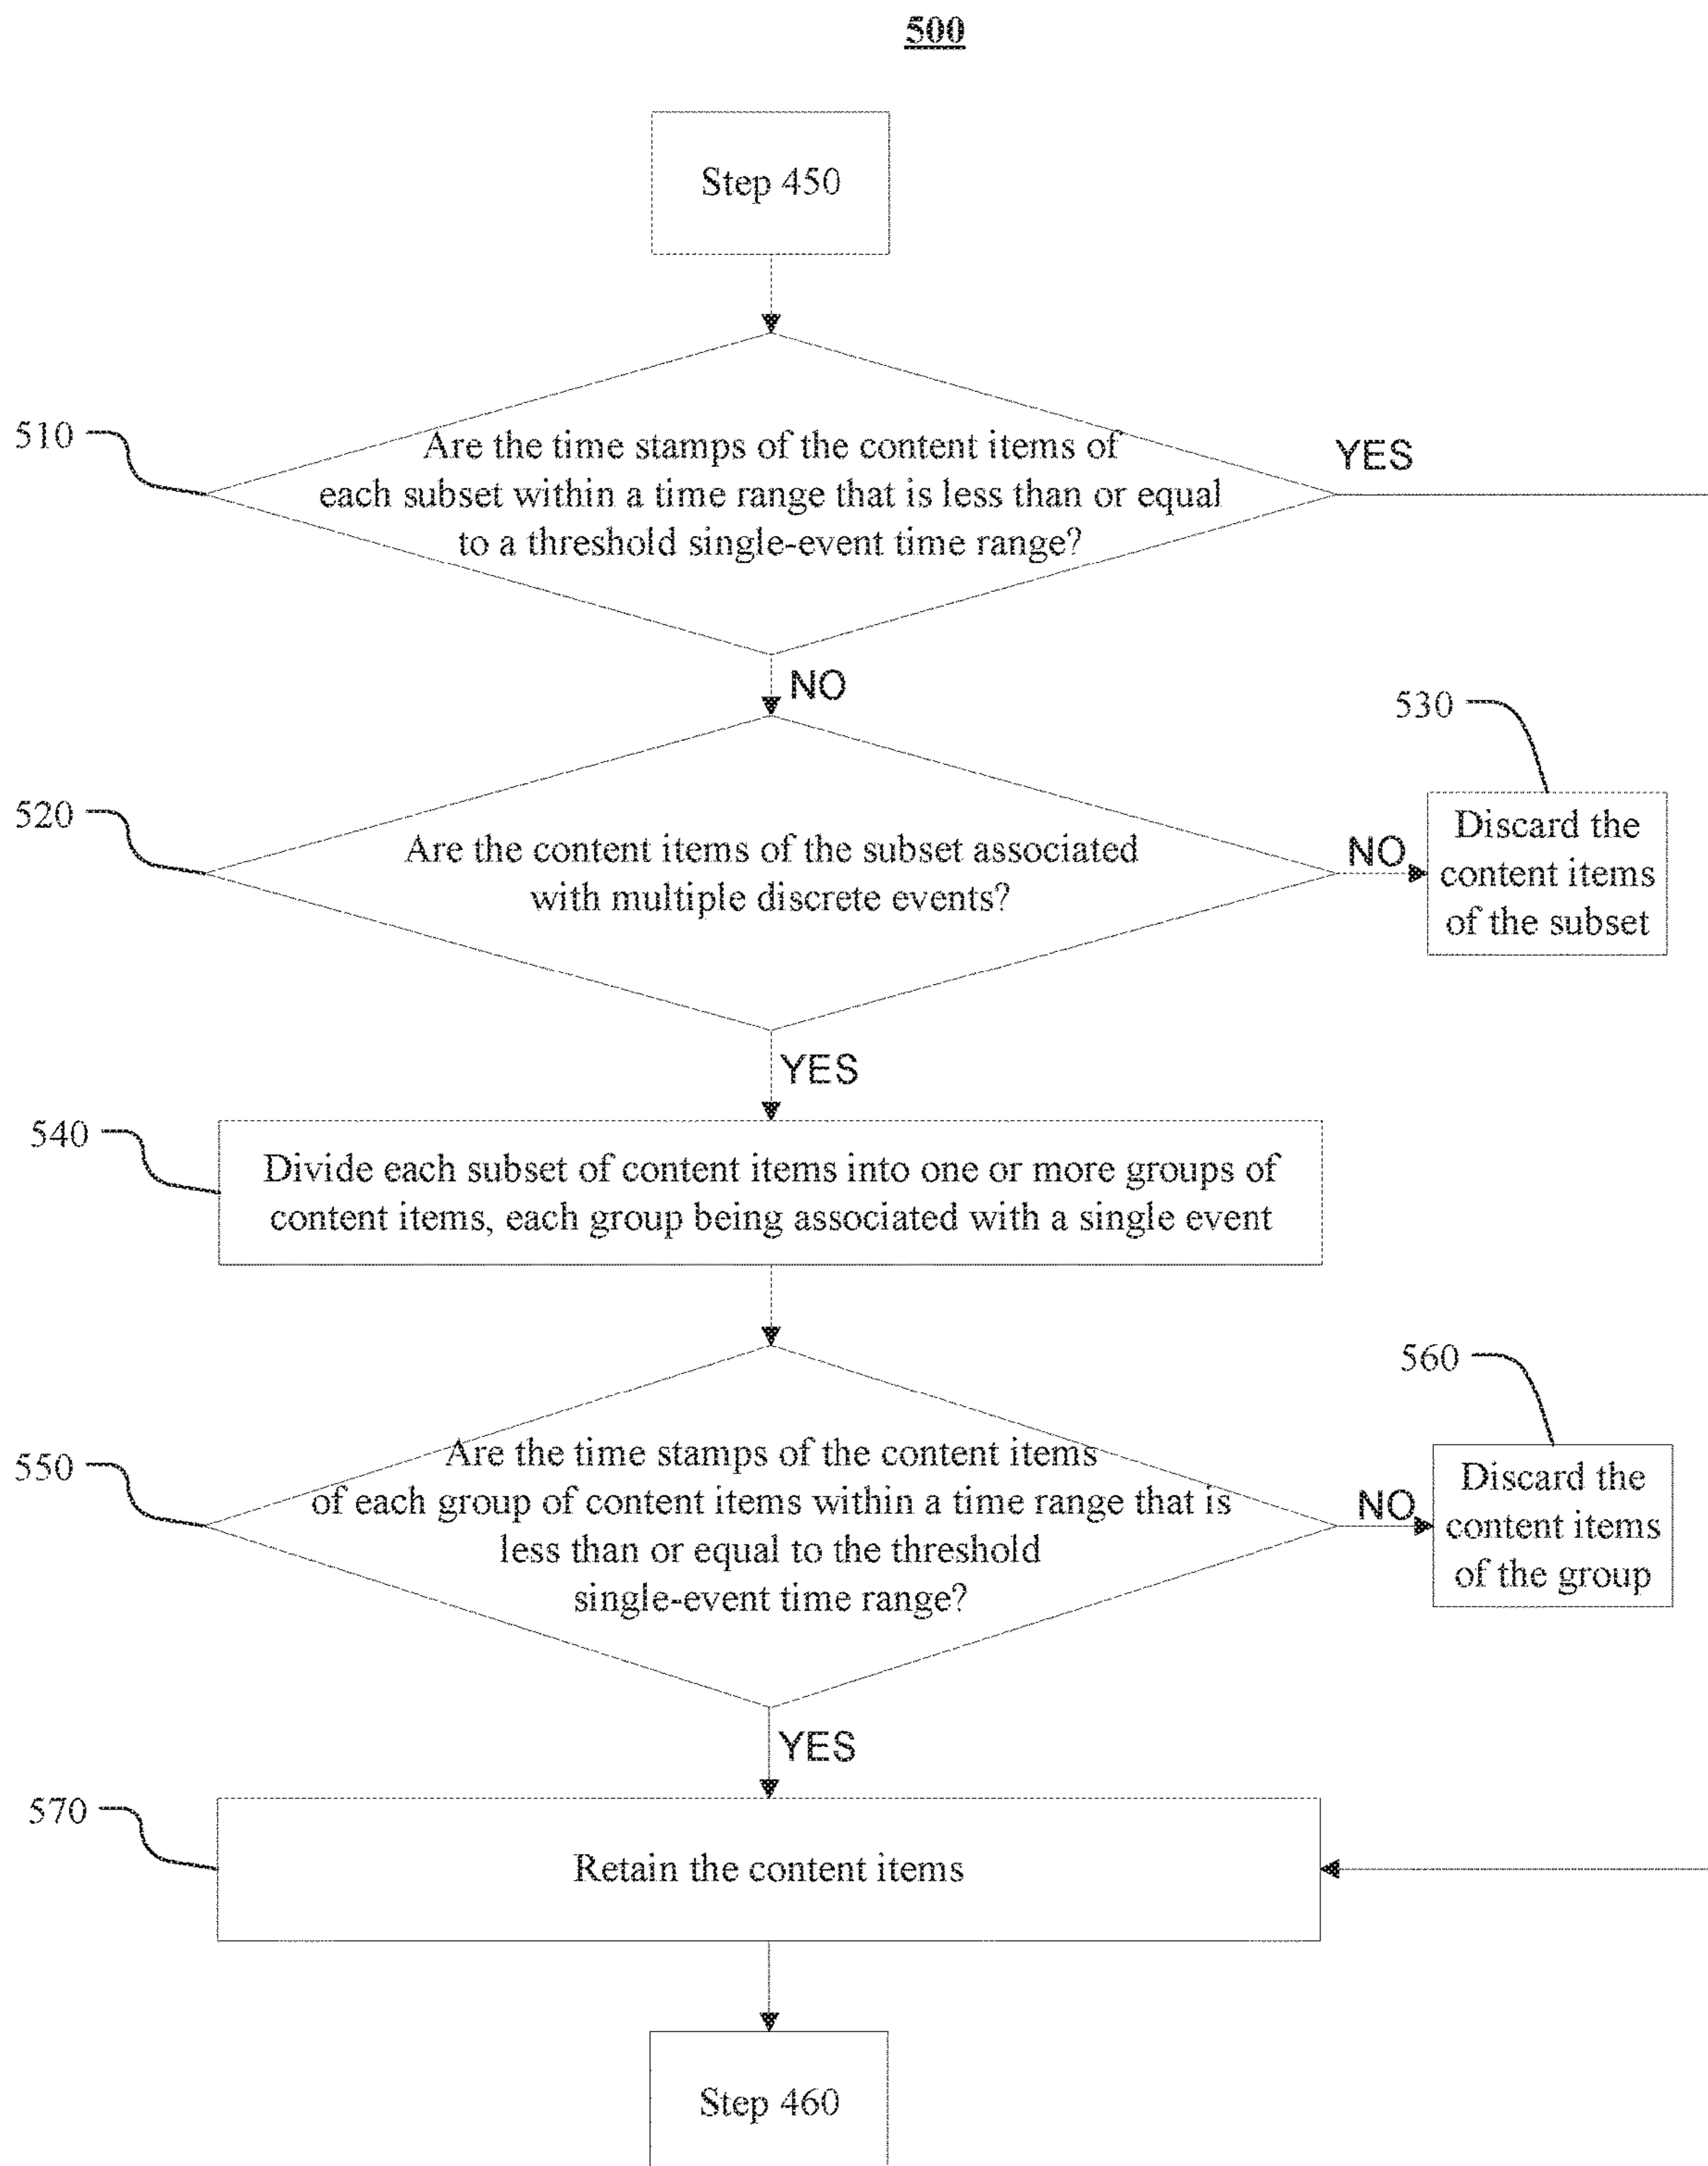 500
Step 450
510
Are the time stamps of the content items of
each subset within a time range that is less than or equal
to a threshold single-event time range?
YES
NO
520
Are the content items of the subset associated
with multiple discrete events?
NO
530
Discard the
content items
of the subset
YES
540
Divide each subset of content items into one or more groups of
content items, each group being associated with a single event
550
Are the time stamps of the content items
of each group of content items within a time range that is
less than or equal to the threshold
single-event time range?
NO
560
Discard the
content items
of the group
YES
570
Retain the content items
Step 460